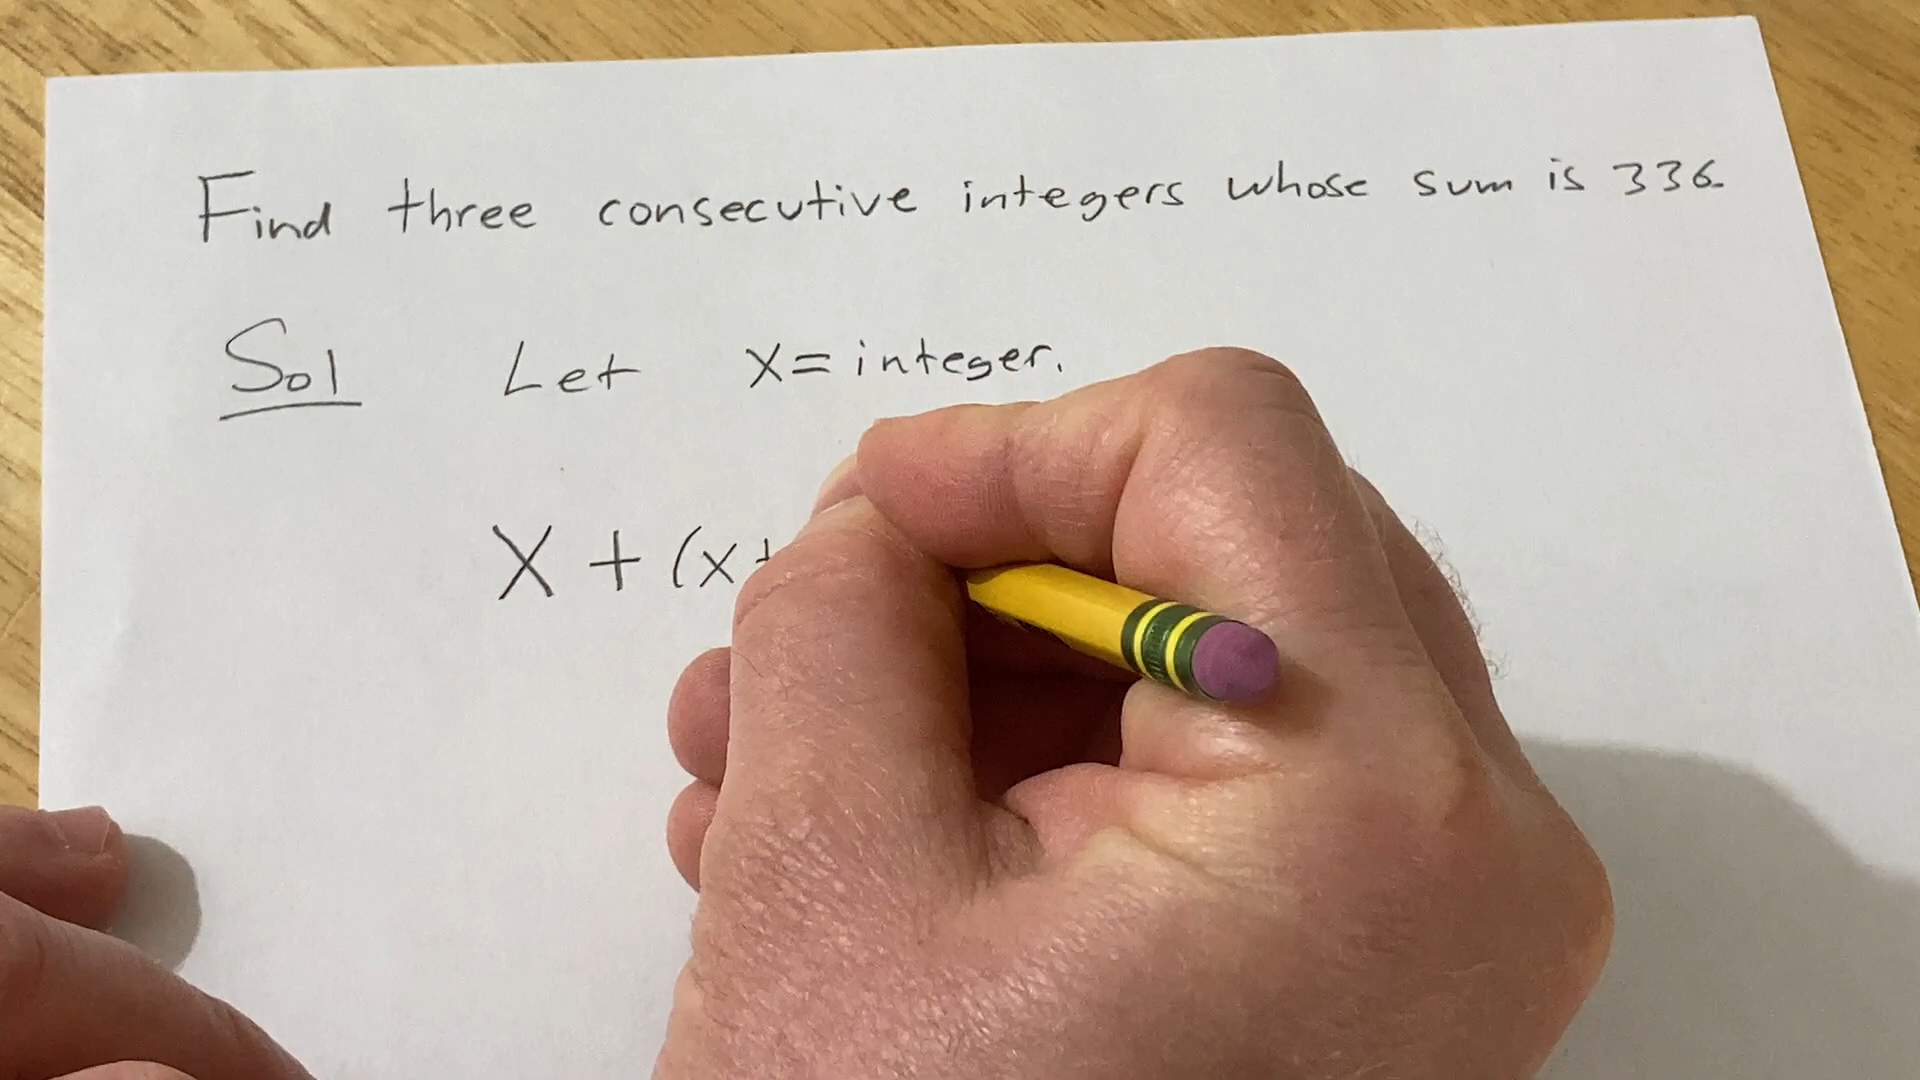 Find three consecutive integers whose sum is 336.
Sol Let x = integer.
X + (x +